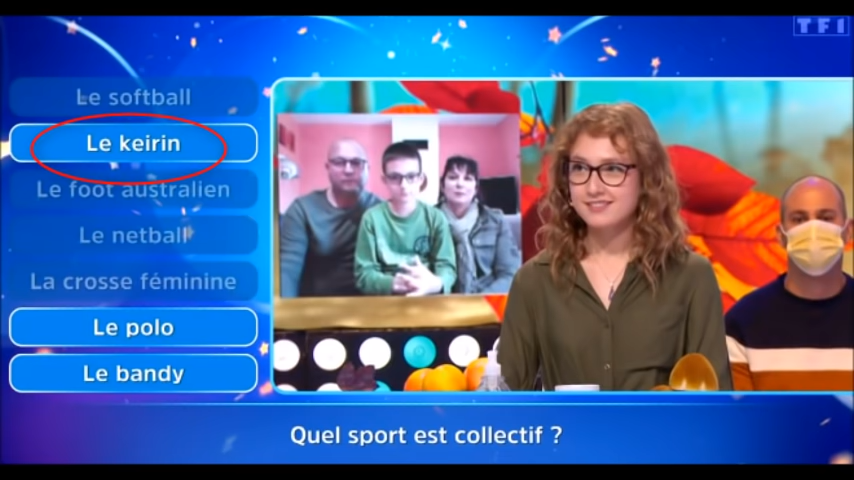 TF1
Le softball
Le keirin
Le foot australien
Le netball
La crosse féminine
Le polo
Le bandy
Quel sport est collectif ?